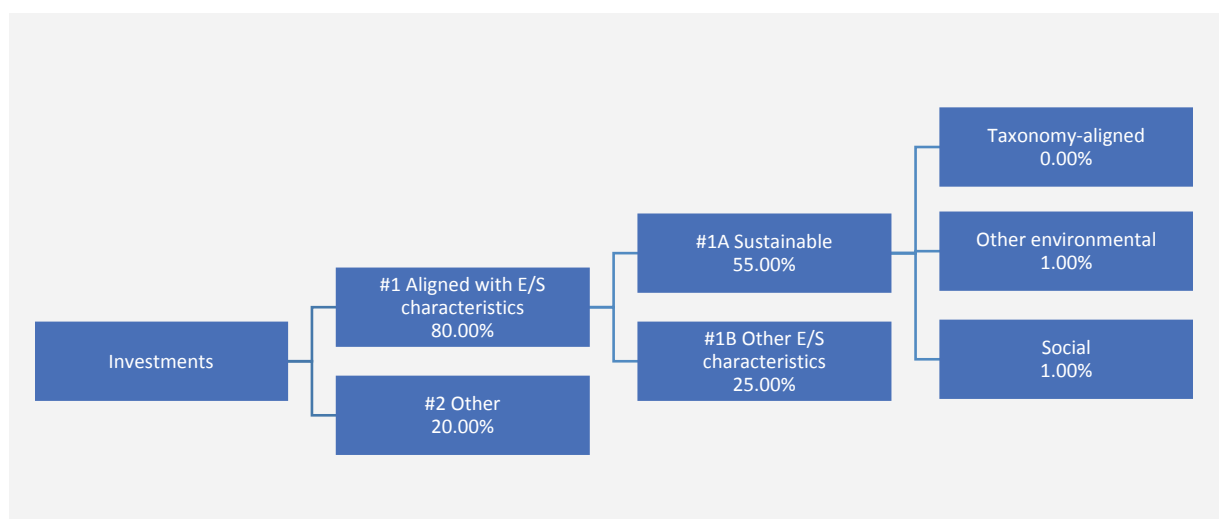 Investments
#1 Aligned with E/S
characteristics
80.00%
#2 Other
20.00%
#1A Sustainable
55.00%
#1B Other E/S
characteristics
25.00%
Taxonomy-aligned
0.00%
Other environmental
1.00%
Social
1.00%